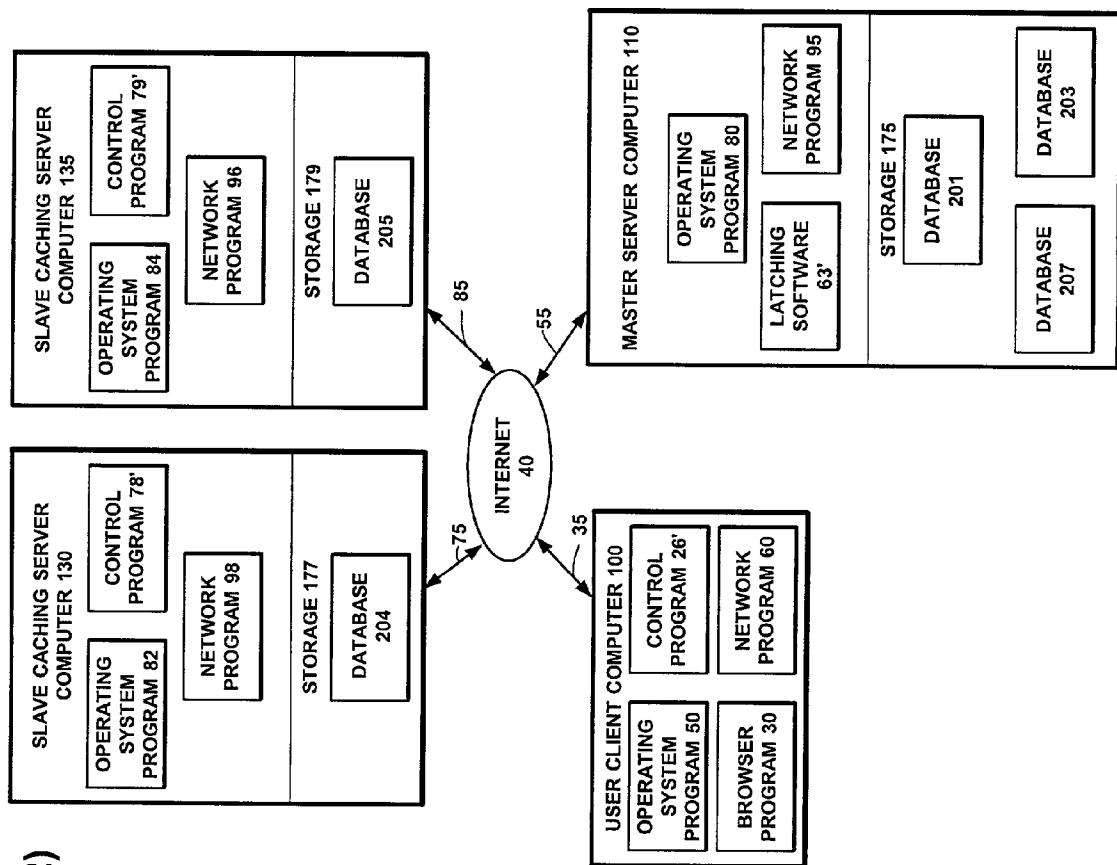 SLAVE CACHING SERVER
COMPUTER 130
OPERATING
SYSTEM
PROGRAM 82
CONTROL
PROGRAM 78'
NETWORK
PROGRAM 98
STORAGE 177
DATABASE
204
SLAVE CACHING SERVER
COMPUTER 135
OPERATING
SYSTEM
PROGRAM 84
CONTROL
PROGRAM 79'
NETWORK
PROGRAM 96
STORAGE 179
DATABASE
205
75
85
INTERNET
40
35
55
USER CLIENT COMPUTER 100
OPERATING
SYSTEM
PROGRAM 50
CONTROL
PROGRAM 26'
BROWSER
PROGRAM 30
NETWORK
PROGRAM 60
MASTER SERVER COMPUTER 110
OPERATING
SYSTEM
PROGRAM 80
LATCHING
SOFTWARE
63'
NETWORK
PROGRAM 95
STORAGE 175
DATABASE
201
DATABASE
207
DATABASE
203